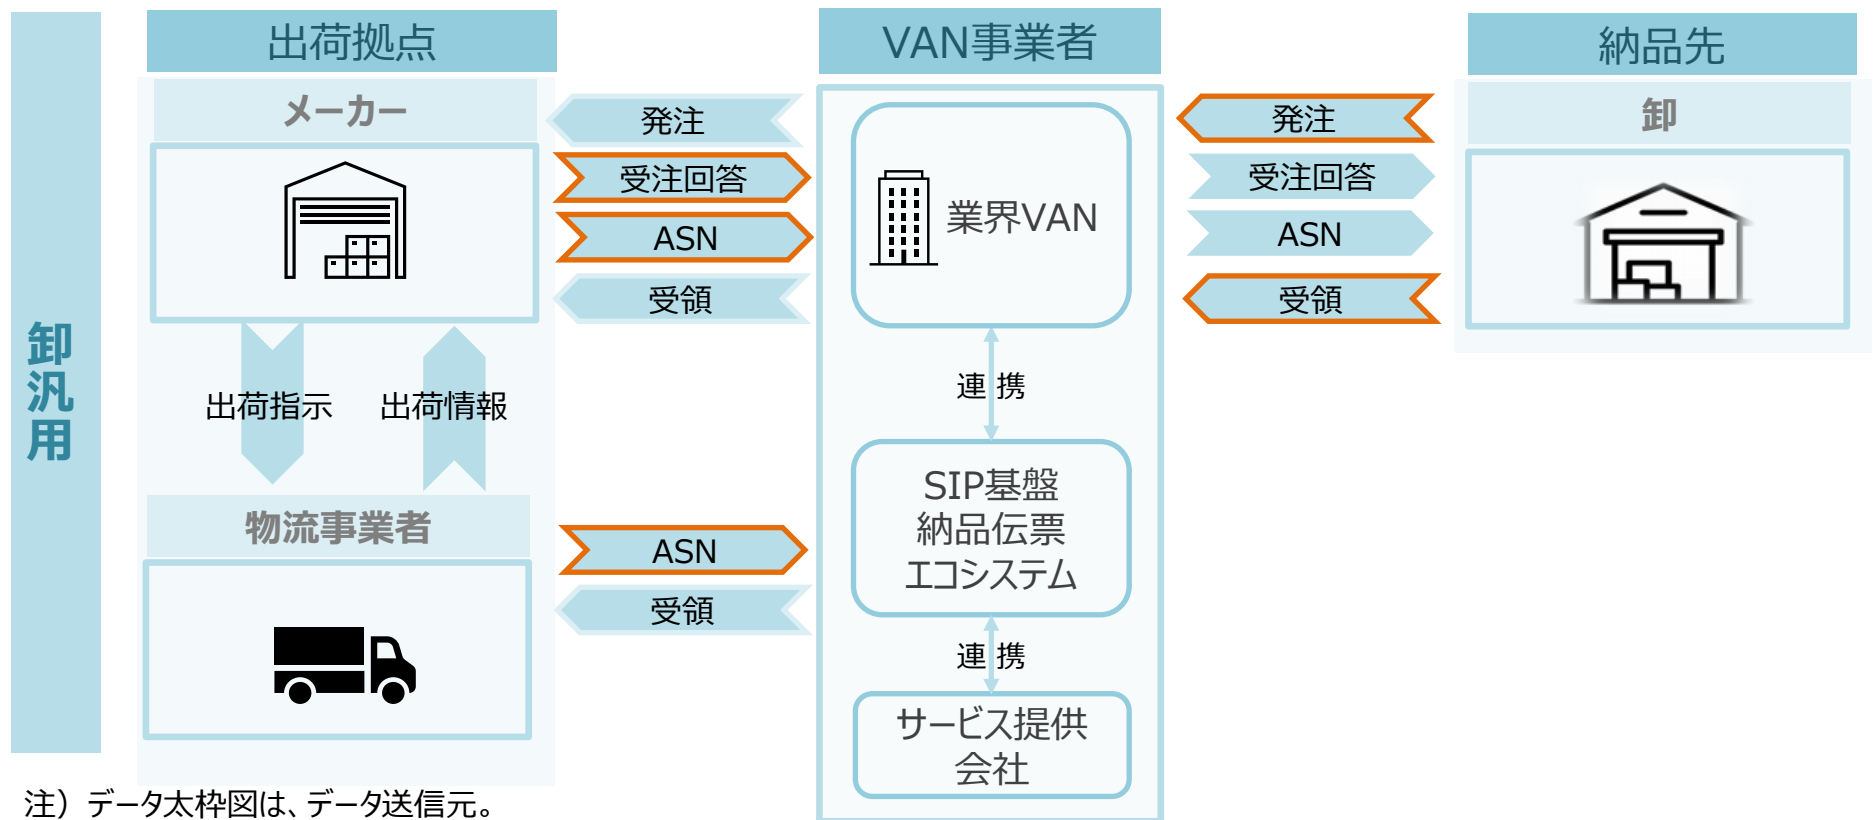 卸汎用
出荷拠点
メーカー
出荷指示
出荷情報
物流事業者
発注
受注回答
ASN
受領
ASN
受領
VAN事業者
業界VAN
連携
SIP基盤
納品伝票
エコシステム
連携
サービス提供
会社
発注
受注回答
ASN
受領
納品先
卸
注）データ太枠図は、データ送信元。